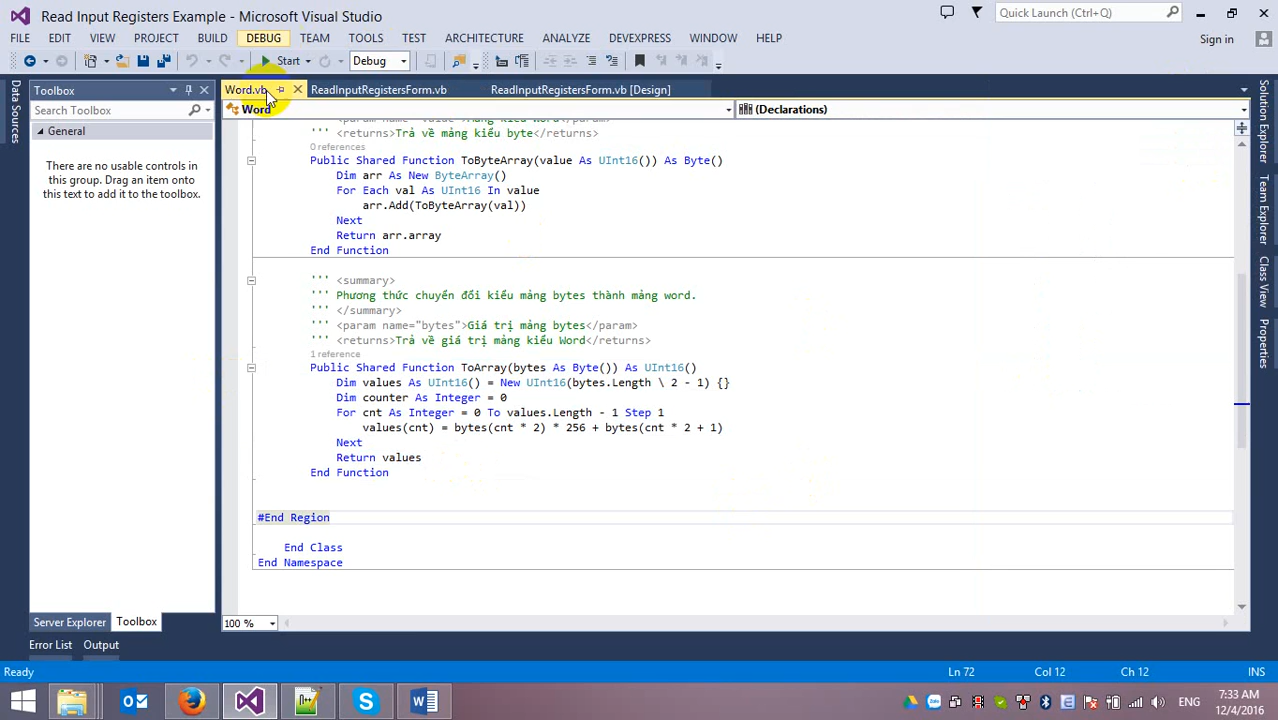 Read Input Registers Example - Microsoft Visual Studio
Quick Launch (Ctrl+Q)
FILE EDIT VIEW PROJECT BUILD DEBUG TEAM TOOLS TEST ARCHITECTURE ANALYZE DEVEXPRESS WINDOW HELP
Sign in
Start Debug
Data Sources
Toolbox
Search Toolbox
General
There are no usable controls in
this group. Drag an item onto
this text to add it to the toolbox.
Server Explorer Toolbox
Word.vb ReadInputRegistersForm.vb ReadInputRegistersForm.vb [Design]
Word (Declarations)
''' <returns>Trả về mảng kiểu byte</returns>
0 references
Public Shared Function ToByteArray(value As UInt16()) As Byte()
Dim arr As New ByteArray()
For Each val As UInt16 In value
arr.Add(ToByteArray(val))
Next
Return arr.array
End Function
''' <summary>
''' Phương thức chuyển đổi kiểu mảng bytes thành mảng word.
''' </summary>
''' <param name="bytes">Giá trị mảng bytes</param>
''' <returns>Trả về giá trị mảng kiểu Word</returns>
1 reference
Public Shared Function ToArray(bytes As Byte()) As UInt16()
Dim values As UInt16() = New UInt16(bytes.Length \ 2 - 1) {}
Dim counter As Integer = 0
For cnt As Integer = 0 To values.Length - 1 Step 1
values(cnt) = bytes(cnt * 2) * 256 + bytes(cnt * 2 + 1)
Next
Return values
End Function
#End Region
End Class
End Namespace
100 %
Solution Explorer
Team Explorer
Class View
Properties
Error List Output
Ready Ln 72 Col 12 Ch 12 INS
ENG
7:33 AM
12/4/2016